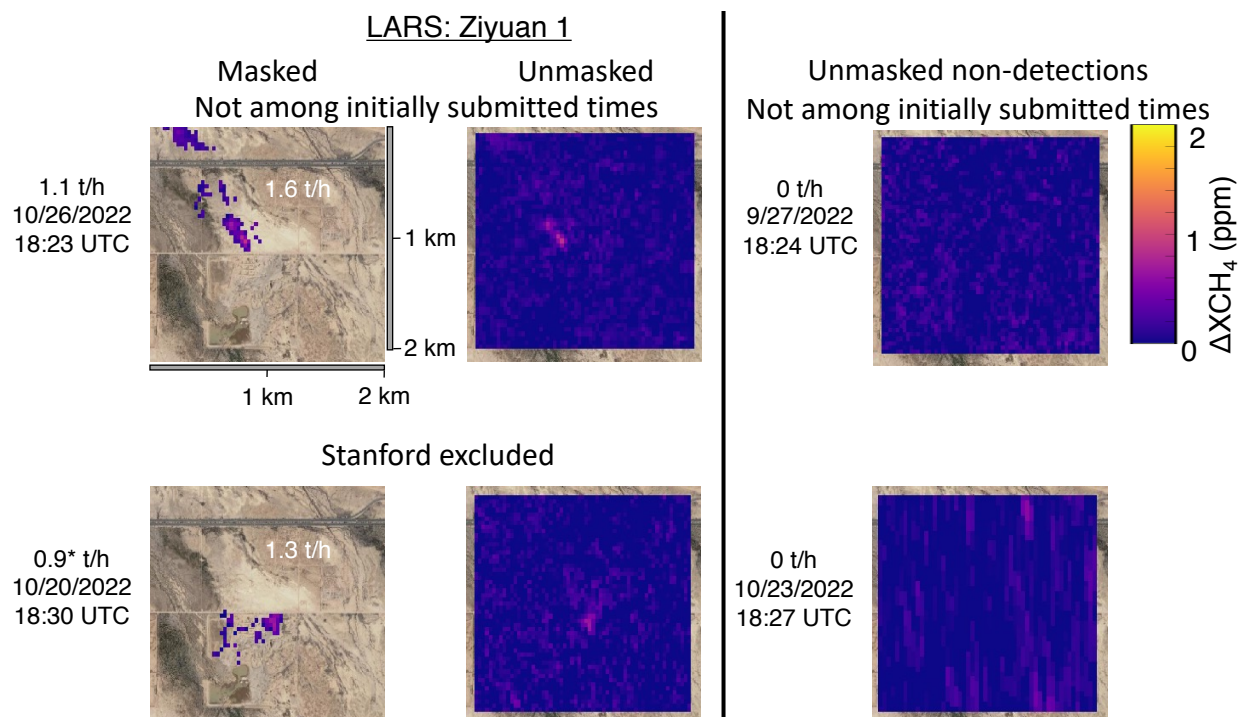 LARS: Ziyuan 1
Masked
Unmasked
Not among initially submitted times
1.1 t/h
10/26/2022
18:23 UTC
1.6 t/h
1 km
2 km
1 km
2 km
Unmasked non-detections
Not among initially submitted times
0 t/h
9/27/2022
18:24 UTC
2
1
0
ΔXCH₄ (ppm)
Stanford excluded
0.9* t/h
10/20/2022
18:30 UTC
1.3 t/h
0 t/h
10/23/2022
18:27 UTC